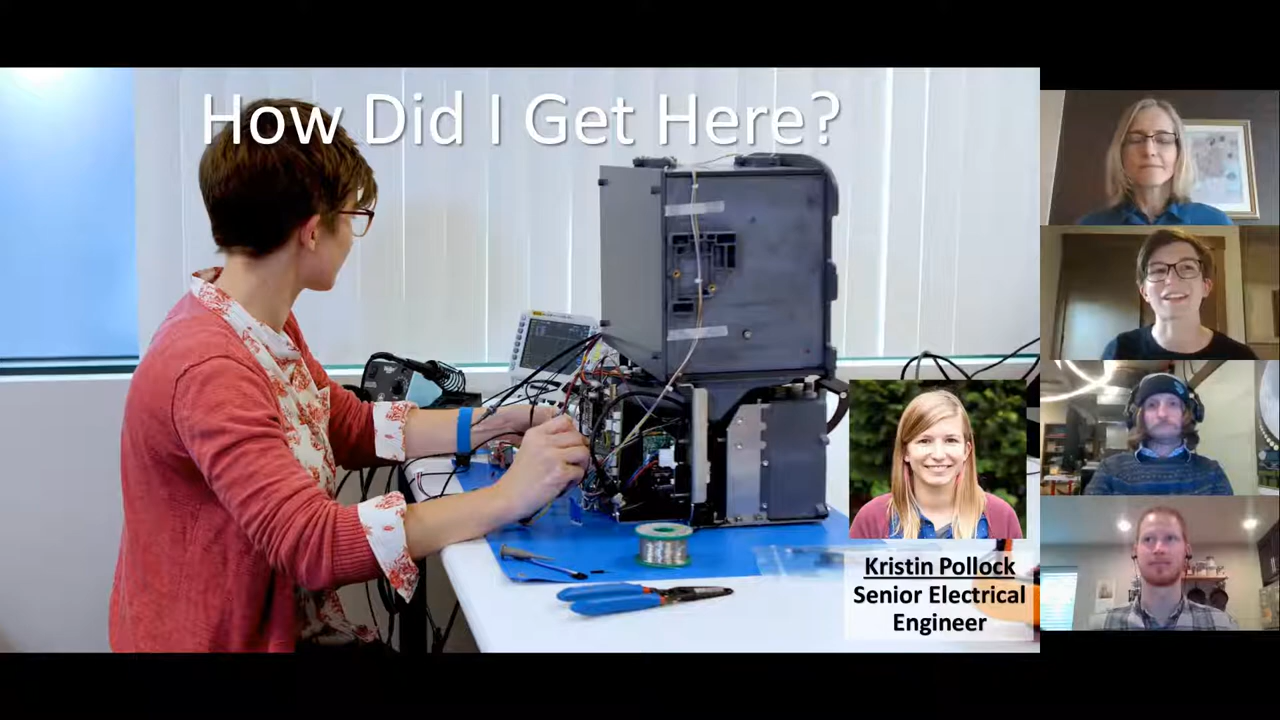 How Did I Get Here?
Kristin Pollock
Senior Electrical
Engineer